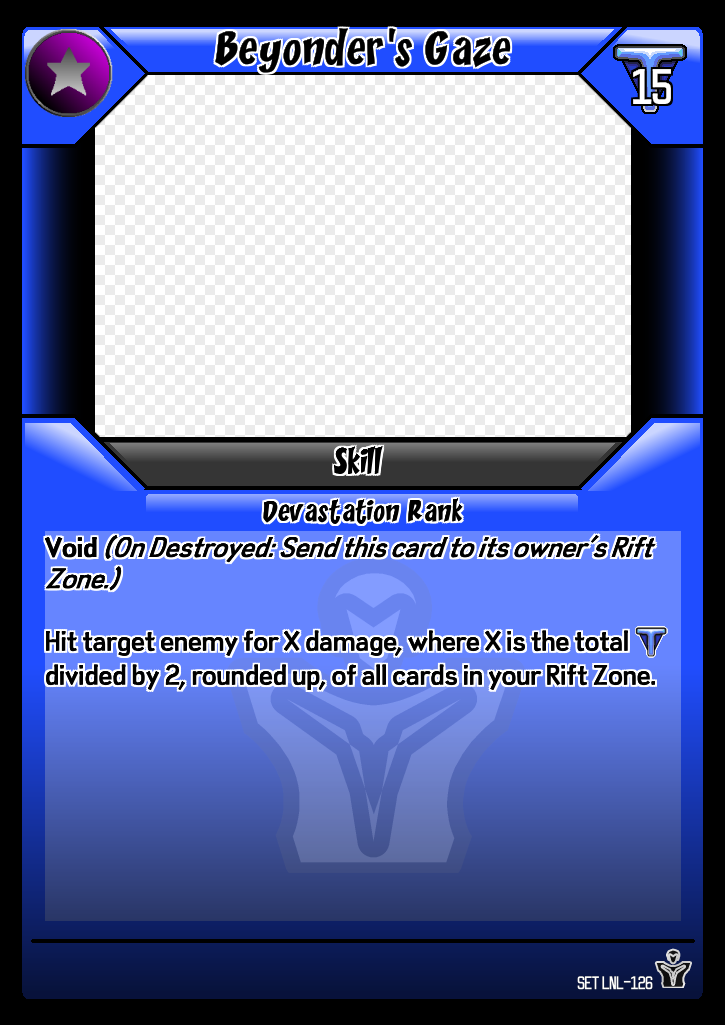 Beyonder's Gaze
15
Skill
Devastation Rank
Void (On Destroyed: Send this card to its owner's Rift
Zone.)
Hit target enemy for X damage, where X is the total
divided by 2, rounded up, of all cards in your Rift Zone.
SET LNL-126